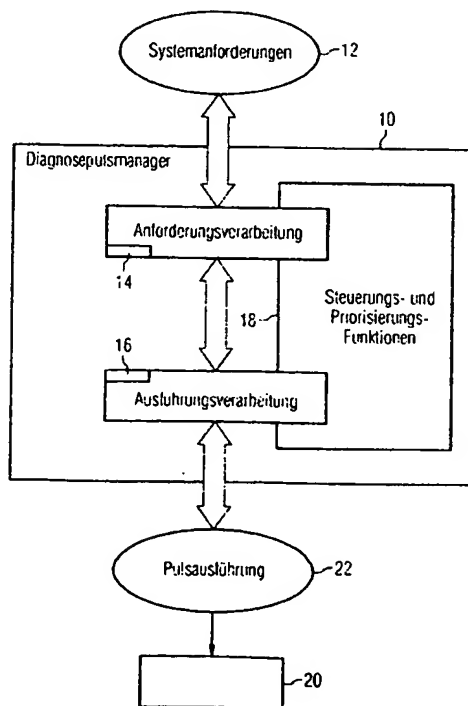 Systemanforderungen
12
10
Diagnosepulsmanager
Anforderungsverarbeitung
14
Steuerungs- und
Priorisierungs-
Funktionen
18
16
Ausführungsverarbeitung
Pulsausführung
22
20